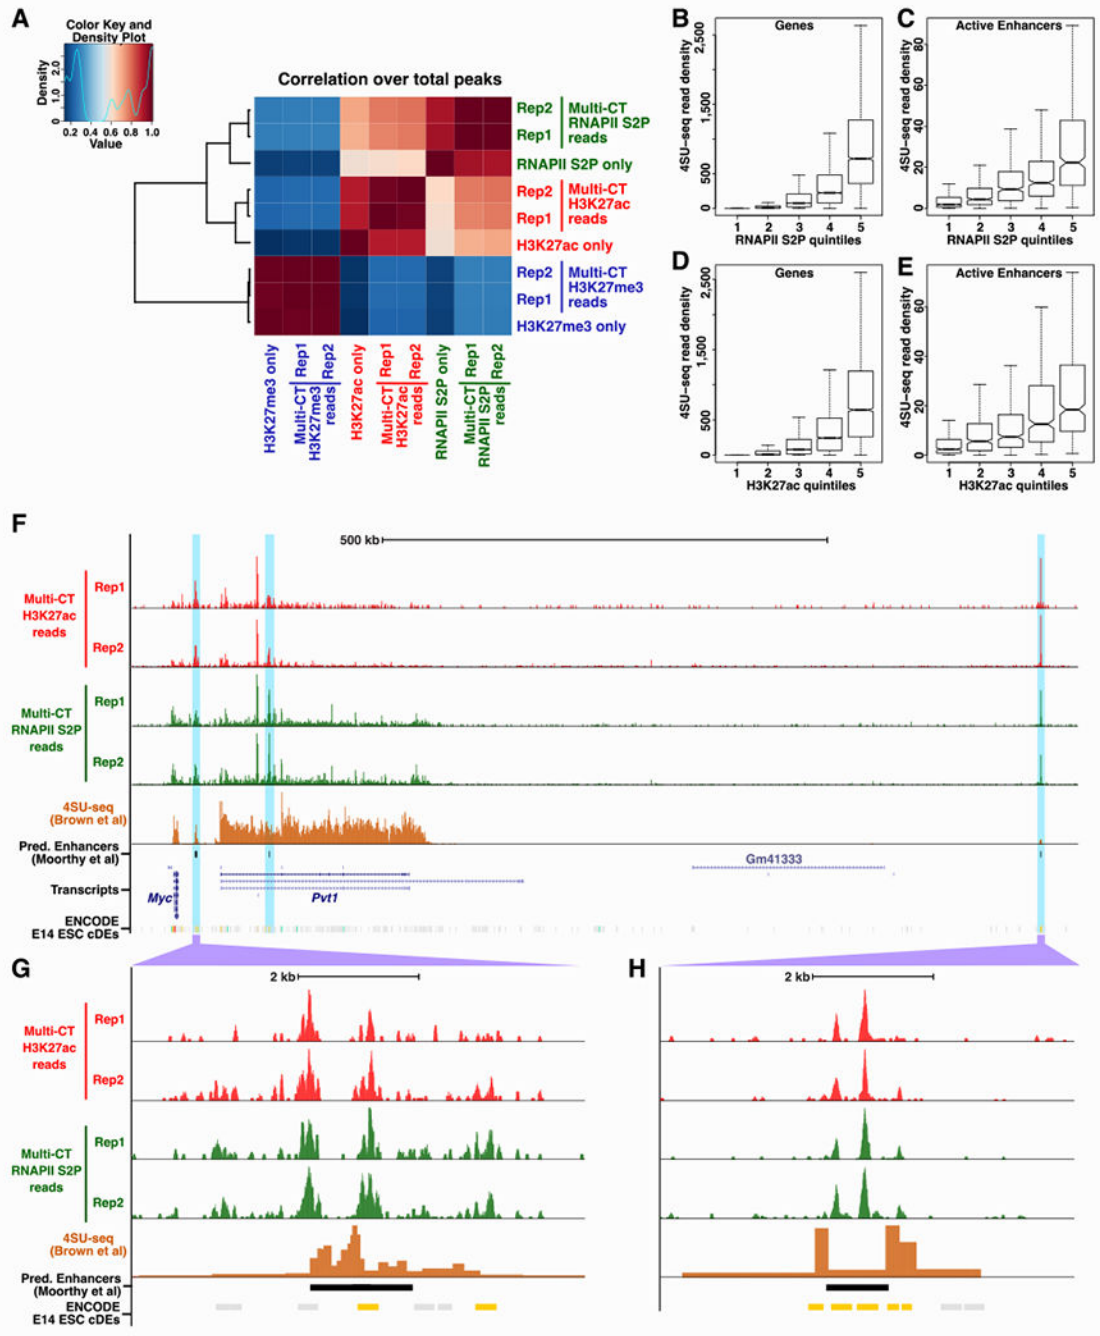 A
Color Key and
Density Plot
Density
0
1.0
2.0
0.2 0.4 0.6 0.8 1.0
Value
Correlation over total peaks
Rep2
Rep1
Multi-CT
RNAPII S2P
reads
RNAPII S2P only
Rep2
Rep1
Multi-CT
H3K27ac
reads
H3K27ac only
Rep2
Rep1
Multi-CT
H3K27me3
reads
H3K27me3 only
H3K27me3 only
Multi-CT
H3K27me3
reads
Rep1
Rep2
H3K27ac only
Multi-CT
H3K27ac
reads
Rep1
Rep2
RNAPII S2P only
Multi-CT
RNAPII S2P
reads
Rep1
Rep2
B
Genes
4SU-seq read density
2,500
1,500
500
0
1 2 3 4 5
RNAPII S2P quintiles
C
Active Enhancers
4SU-seq read density
80
60
40
20
0
1 2 3 4 5
RNAPII S2P quintiles
D
Genes
4SU-seq read density
2,500
1,500
500
0
1 2 3 4 5
H3K27ac quintiles
E
Active Enhancers
4SU-seq read density
60
40
20
0
1 2 3 4 5
H3K27ac quintiles
F
500 kb
Multi-CT
H3K27ac
reads
Rep1
Rep2
Multi-CT
RNAPII S2P
reads
Rep1
Rep2
4SU-seq
(Brown et al)
Pred. Enhancers
(Moorthy et al)
Transcripts
Myc
Pvt1
Gm41333
ENCODE
E14 ESC cDEs
G
2 kb
Multi-CT
H3K27ac
reads
Rep1
Rep2
Multi-CT
RNAPII S2P
reads
Rep1
Rep2
4SU-seq
(Brown et al)
Pred. Enhancers
(Moorthy et al)
ENCODE
E14 ESC cDEs
H
2 kb